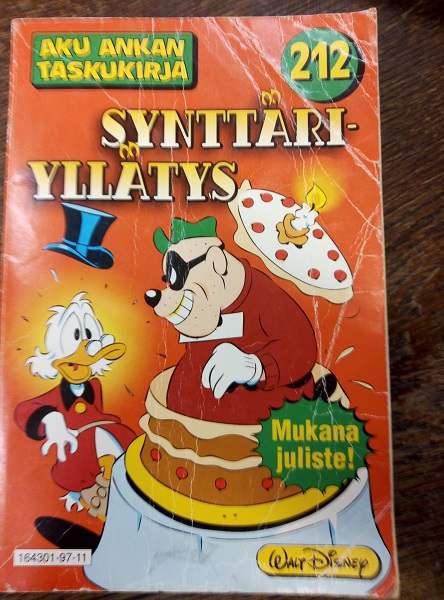 AKU ANKAN
TASKUKIRJA
212
SYNTTÄRI-
YLLÄTYS
Mukana
juliste!
164301-97-11
WALT DISNEY